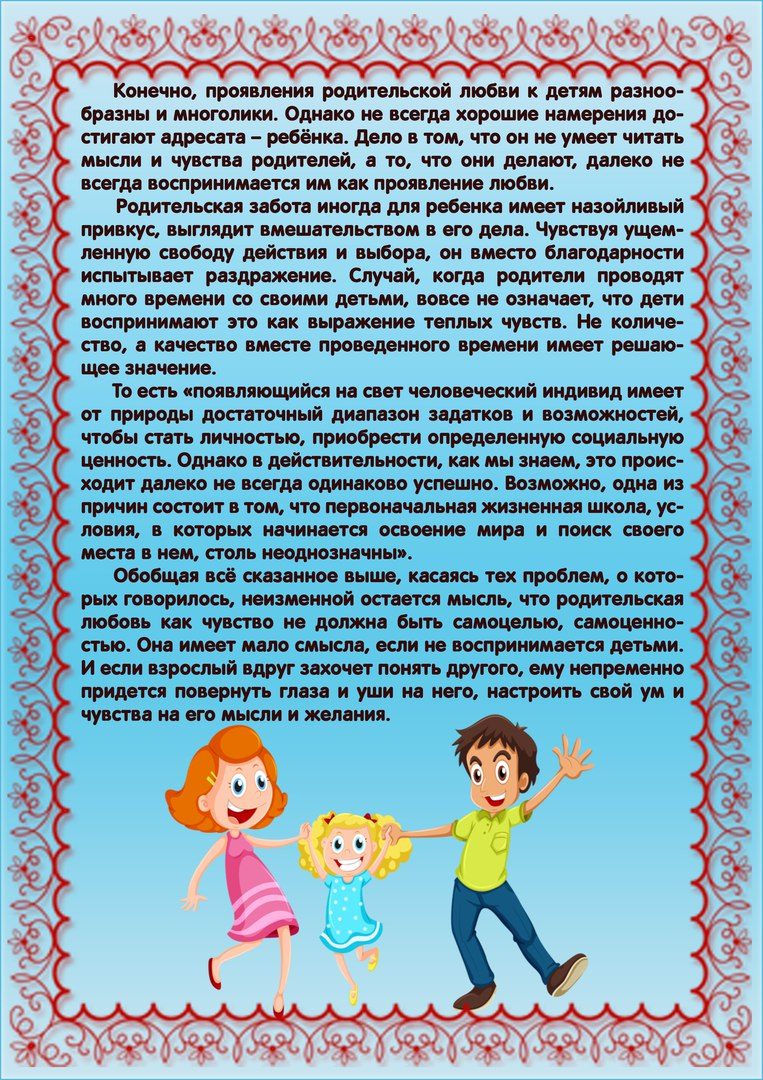 Конечно, проявления родительской любви к детям разноо-
бразны и многолики. Однако не всегда хорошие намерения до-
стигают адресата – ребёнка. Дело в том, что он не умеет читать
мысли и чувства родителей, а то, что они делают, далеко не
всегда воспринимается им как проявление любви.
Родительская забота иногда для ребенка имеет назойливый
привкус, выглядит вмешательством в его дела. Чувствуя ущем-
ленную свободу действия и выбора, он вместо благодарности
испытывает раздражение. Случай, когда родители проводят
много времени со своими детьми, вовсе не означает, что дети
воспринимают это как выражение теплых чувств. Не количе-
ство, а качество вместе проведенного времени имеет решаю-
щее значение.
То есть «появляющийся на свет человеческий индивид имеет
от природы достаточный диапазон задатков и возможностей,
чтобы стать личностью, приобрести определенную социальную
ценность. Однако в действительности, как мы знаем, это проис-
ходит далеко не всегда одинаково успешно. Возможно, одна из
причин состоит в том, что первоначальная жизненная школа, ус-
ловия, в которых начинается освоение мира и поиск своего
места в нем, столь неоднозначны».
Обобщая всё сказанное выше, касаясь тех проблем, о кото-
рых говорилось, неизменной остается мысль, что родительская
любовь как чувство не должна быть самоцелью, самоценно-
стью. Она имеет мало смысла, если не воспринимается детьми.
И если взрослый вдруг захочет понять другого, ему непременно
придется повернуть глаза и уши на него, настроить свой ум и
чувства на его мысли и желания.